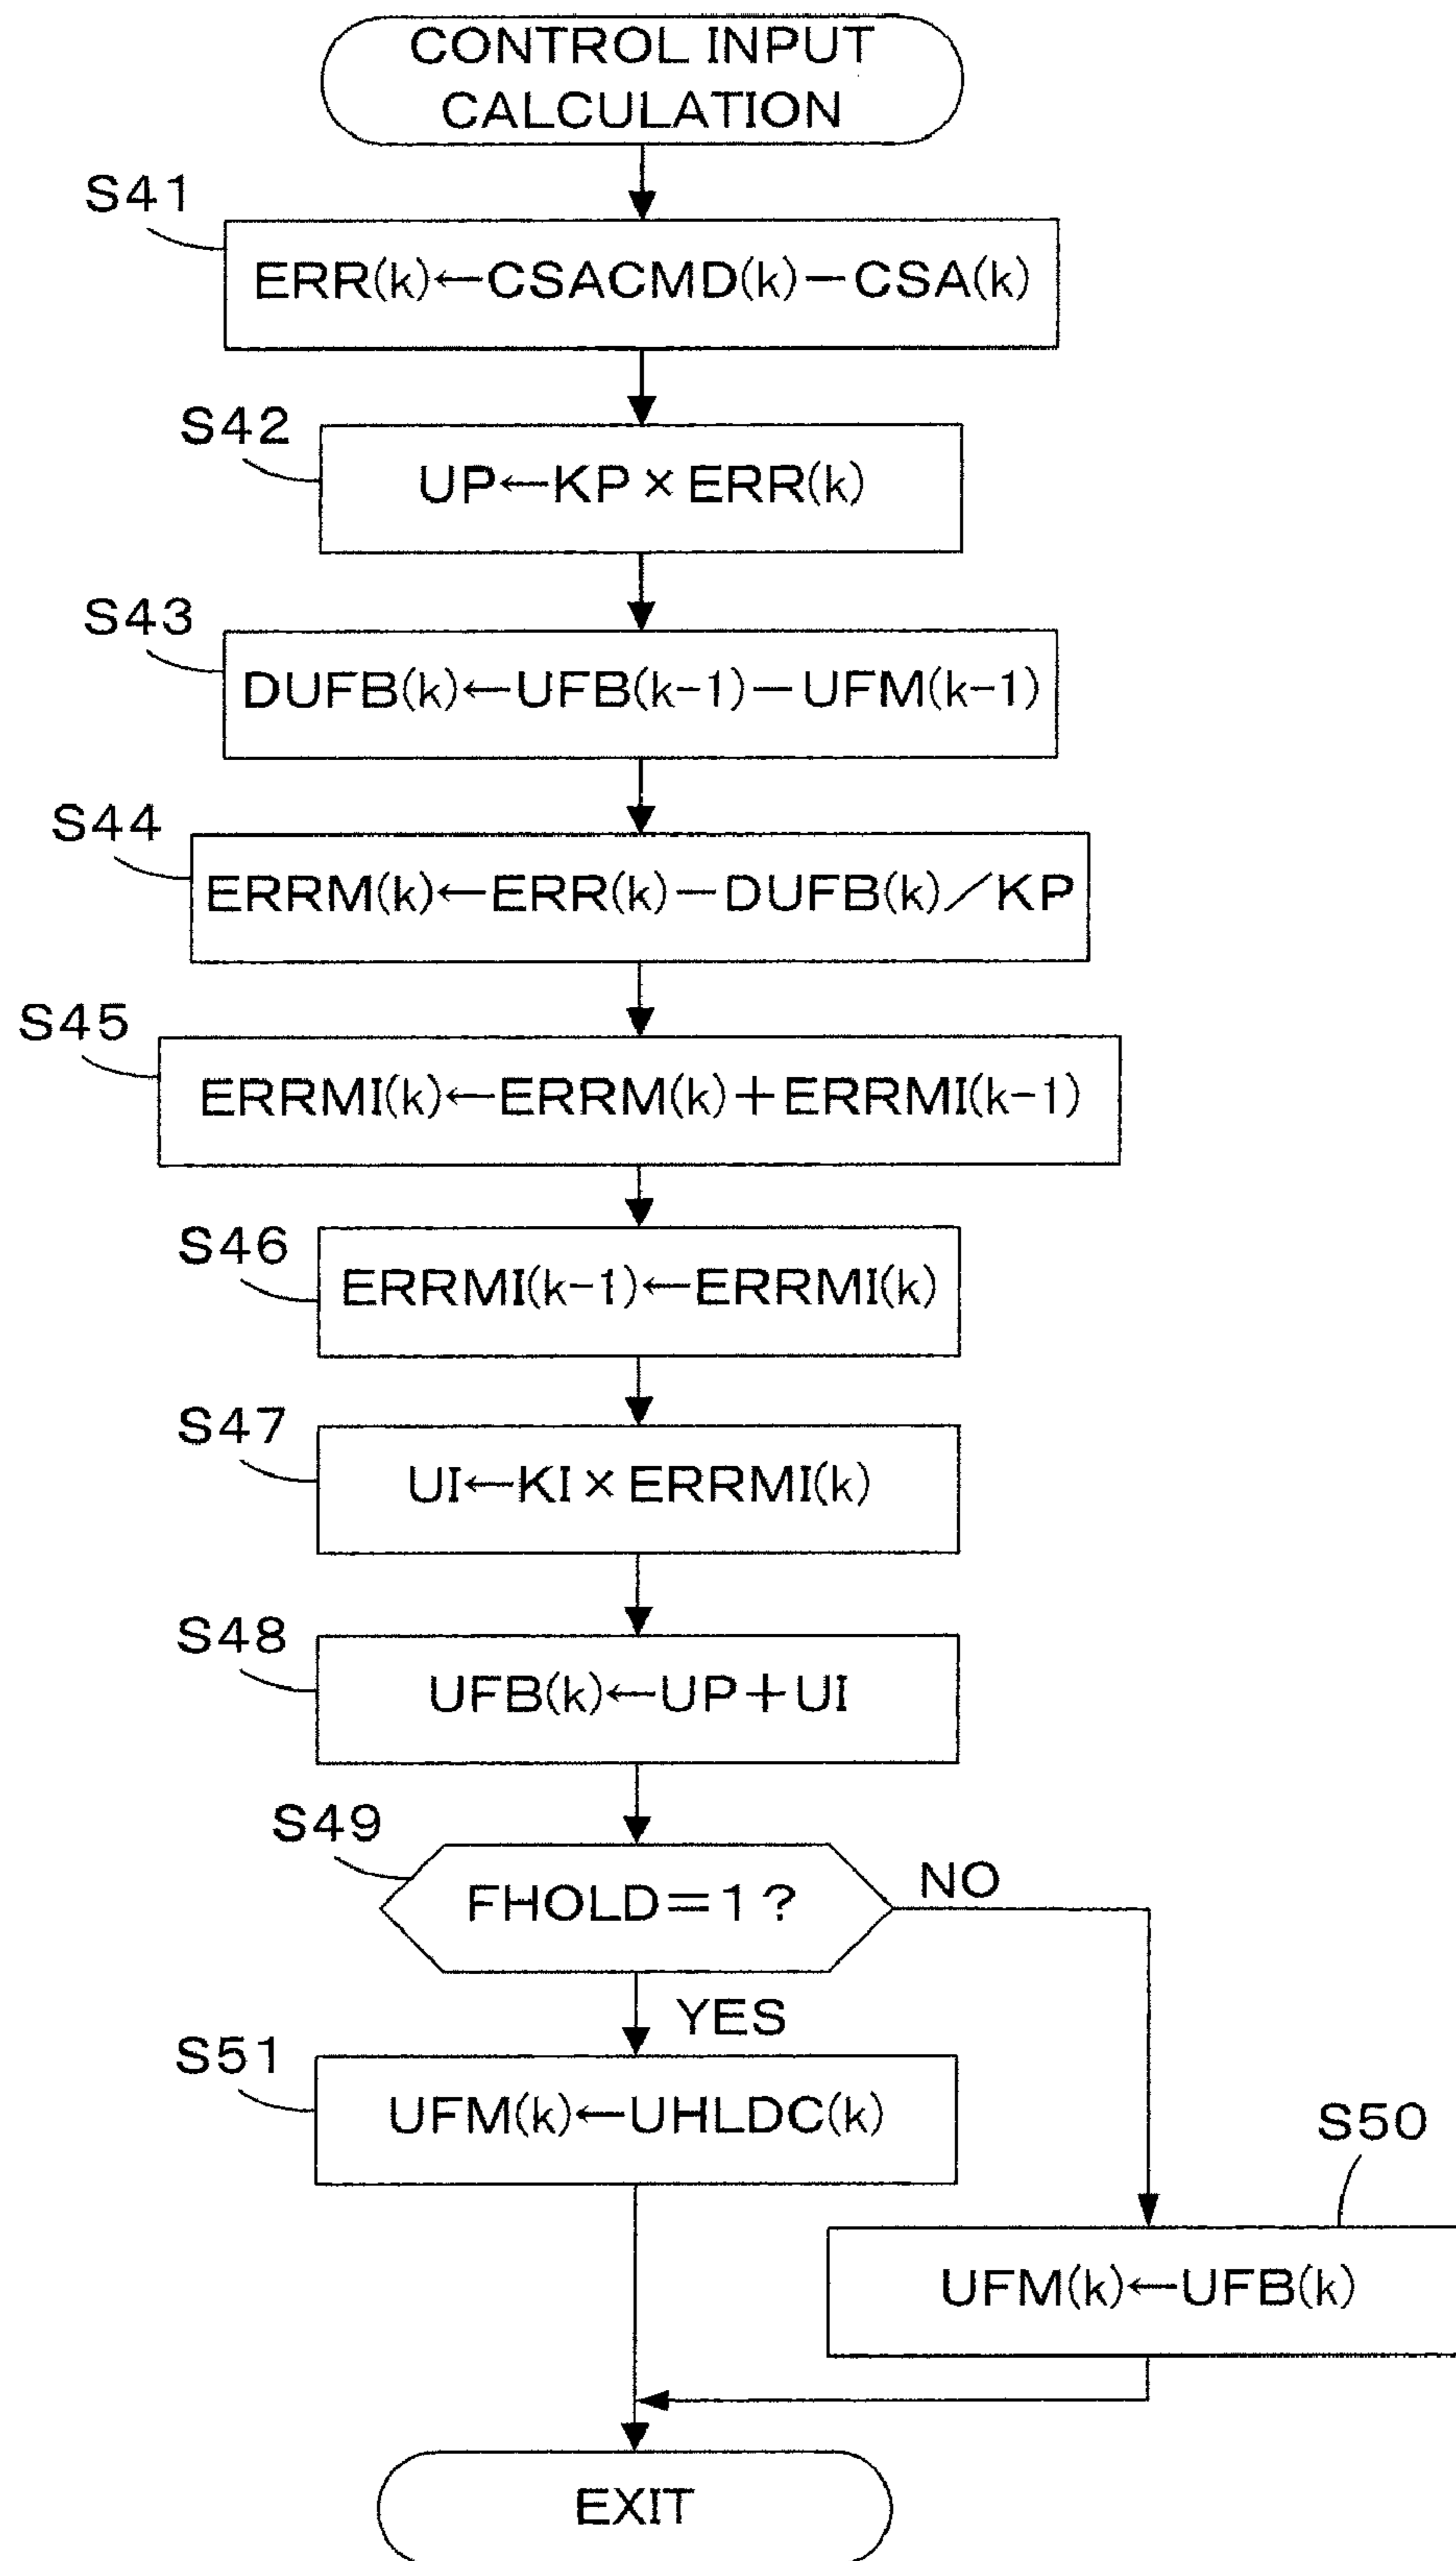 CONTROL INPUT
CALCULATION
S41
ERR(k)←CSACMD(k)−CSA(k)
S42
UP←KP×ERR(k)
S43
DUFB(k)←UFB(k-1)−UFM(k-1)
S44
ERRM(k)←ERR(k)−DUFB(k)/KP
S45
ERRMI(k)←ERRM(k)+ERRMI(k-1)
S46
ERRMI(k-1)←ERRMI(k)
S47
UI←KI×ERRMI(k)
S48
UFB(k)←UP+UI
S49
FHOLD=1?
NO
YES
S51
UFM(k)←UHLDC(k)
S50
UFM(k)←UFB(k)
EXIT